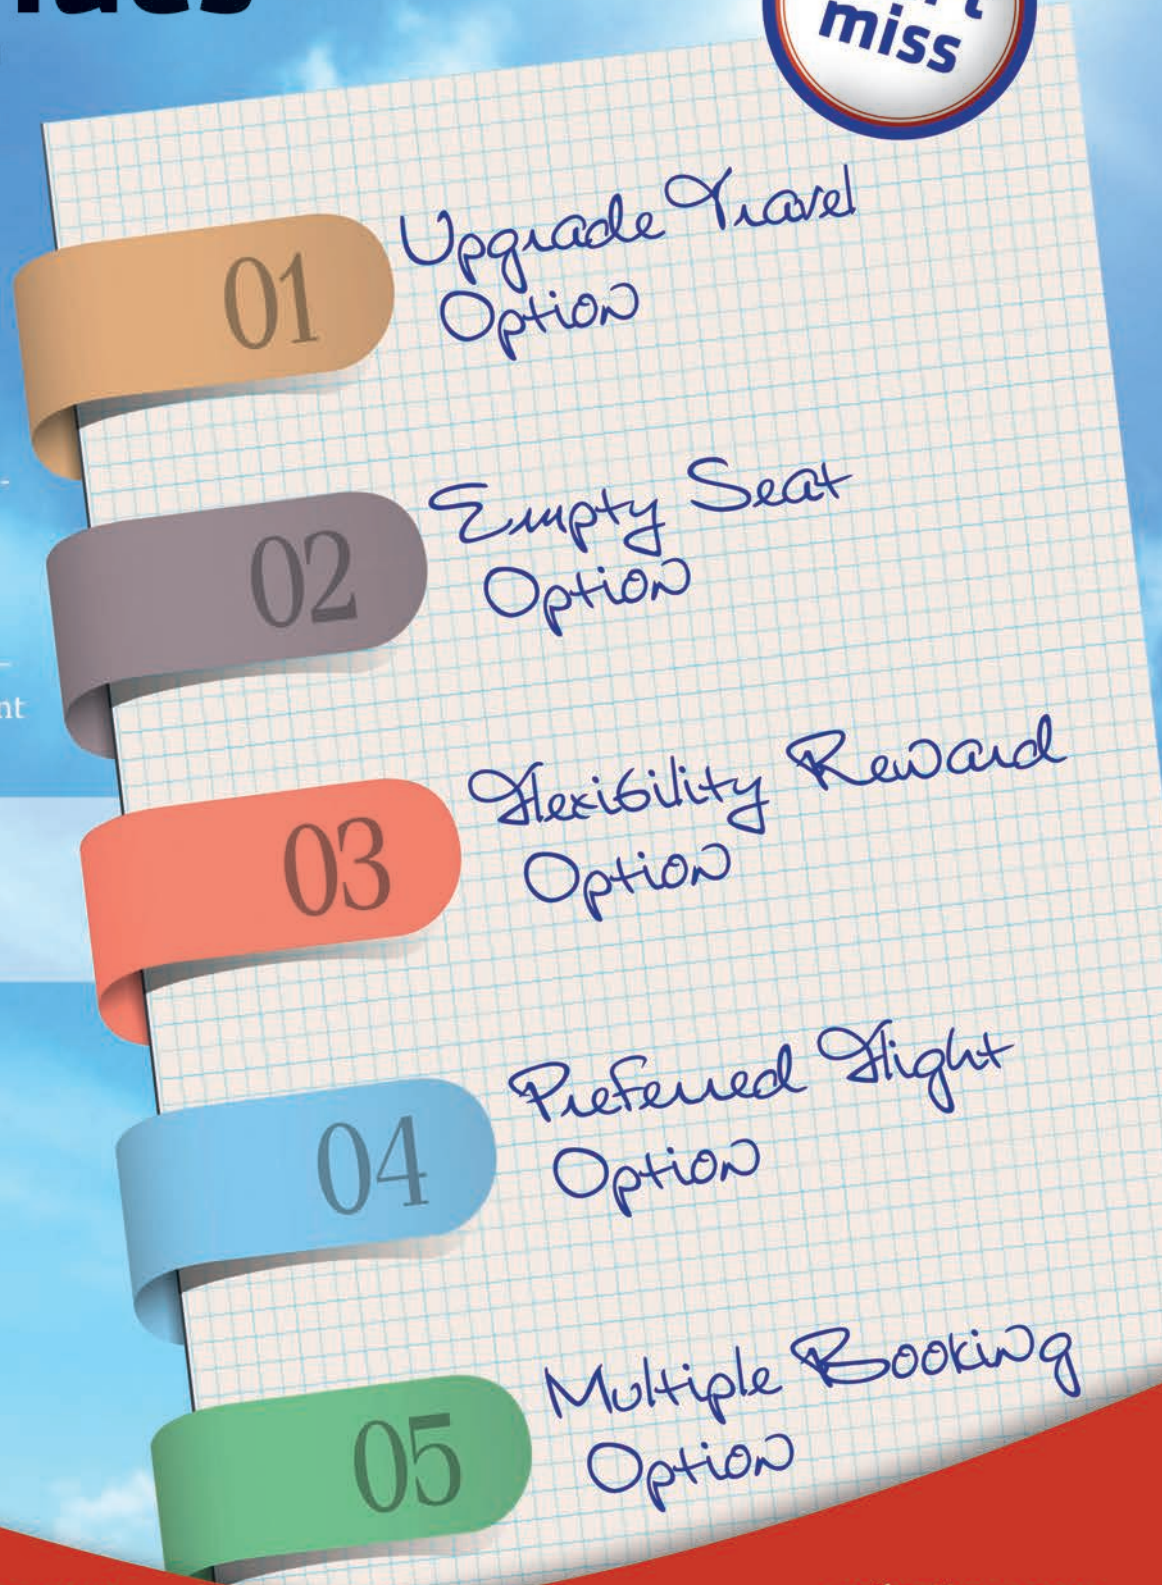 miss
01
Upgrade Travel
Option
02
Empty Seat
Option
nt
03
Flexibility Reward
Option
04
Preferred Flight
Option
05
Multiple Booking
Option